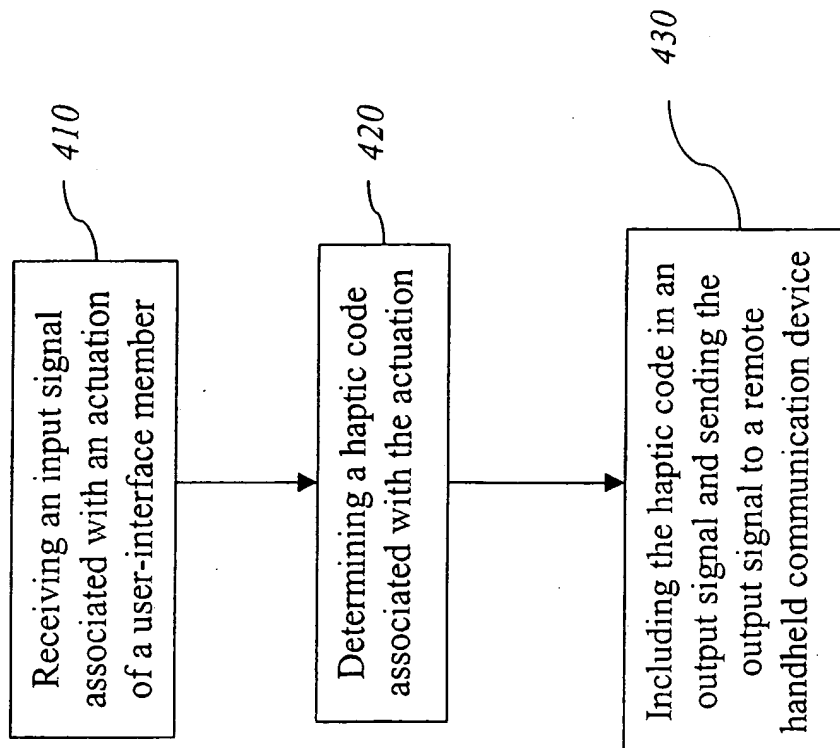 Receiving an input signal
associated with an actuation
of a user-interface member
410
Determining a haptic code
associated with the actuation
420
Including the haptic code in an
output signal and sending the
output signal to a remote
handheld communication device
430